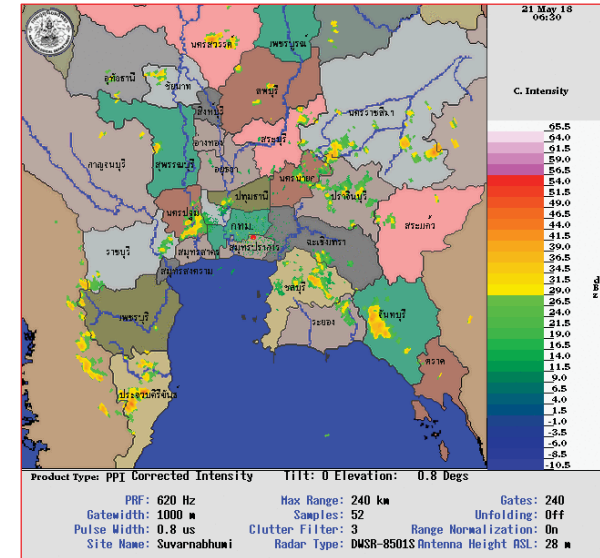 21 May 18
06:30
C. Intensity
นครสวรรค์
เพชรบูรณ์
อุทัยธานี
ชัยนาท
ลพบุรี
สิงห์บุรี
นครราชสีมา
อ่างทอง
สระบุรี
กาญจนบุรี
สุพรรณบุรี
อยุธยา
นครนายก
ปราจีนบุรี
ปทุมธานี
นครปฐม
กทม.
สระแก้ว
ราชบุรี
สมุทรสาคร
สมุทรปราการ
ฉะเชิงเทรา
สมุทรสงคราม
ชลบุรี
เพชรบุรี
ระยอง
จันทบุรี
ตราด
ประจวบคีรีขันธ์
65.5
64.0
61.5
59.0
56.5
54.0
51.5
49.0
46.5
44.0
41.5
39.0
36.5
34.5
31.5
29.0
26.5
24.0
21.5
19.0
16.5
14.0
11.5
9.0
6.5
4.0
1.5
-1.0
-3.5
-6.0
-8.5
-10.5
Product Type: PPI Corrected Intensity Tilt: 0 Elevation: 0.8 Degs
PRF: 620 Hz Max Range: 240 km Gates: 240
Gatewidth: 1000 m Samples: 52 Unfolding: Off
Pulse Width: 0.8 us Clutter Filter: 3 Range Normalization: On
Site Name: Suvarnabhumi Radar Type: DWSR-8501S Antenna Height ASL: 28 m